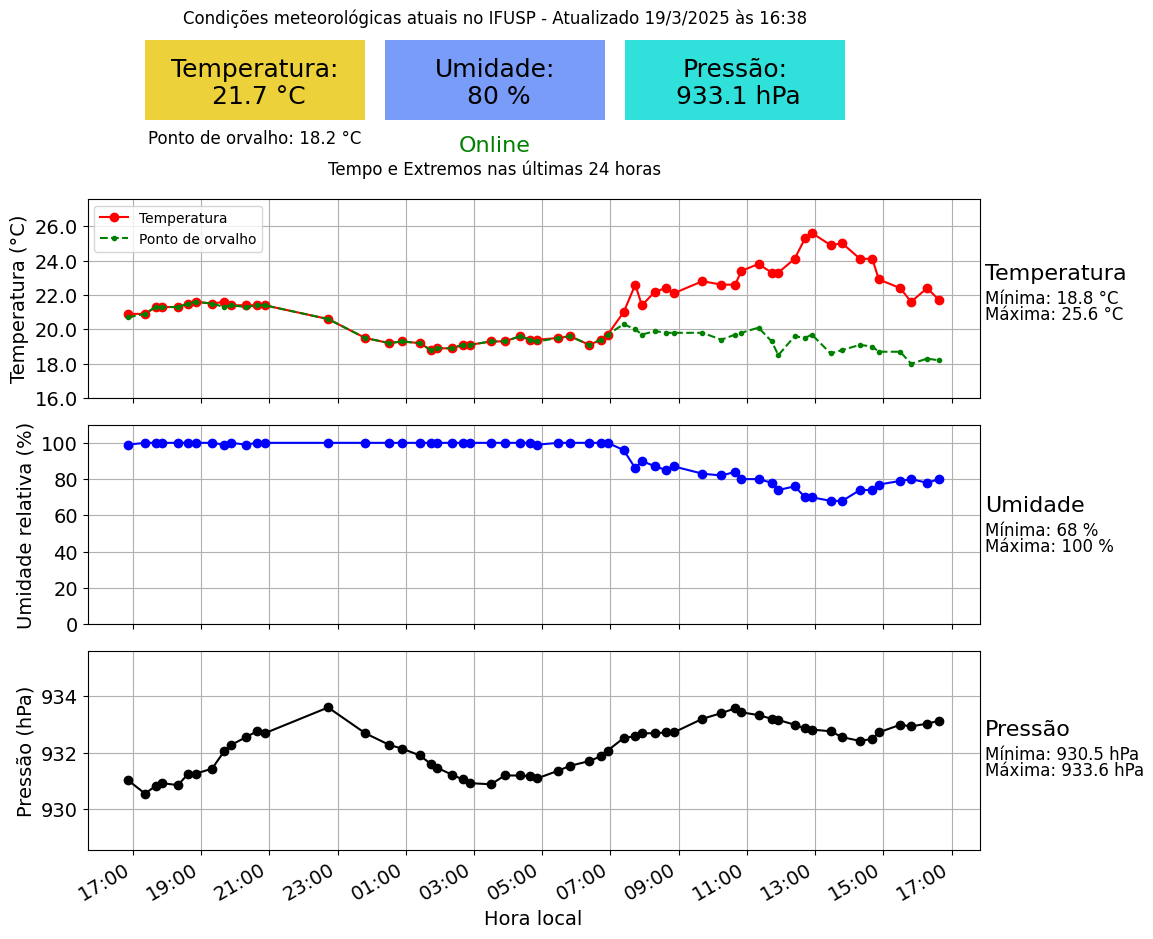 Condições meteorológicas atuais no IFUSP - Atualizado 19/3/2025 às 16:38
Temperatura:
21.7 °C
Umidade:
80 %
Pressão:
933.1 hPa
Ponto de orvalho: 18.2 °C
Online
Tempo e Extremos nas últimas 24 horas
Temperatura (°C)
26.0
24.0
22.0
20.0
18.0
16.0
Temperatura
Ponto de orvalho
Temperatura
Mínima: 18.8 °C
Máxima: 25.6 °C
Umidade relativa (%)
100
80
60
40
20
0
Umidade
Mínima: 68 %
Máxima: 100 %
Pressão (hPa)
934
932
930
Pressão
Mínima: 930.5 hPa
Máxima: 933.6 hPa
17:00
19:00
21:00
23:00
01:00
03:00
05:00
07:00
09:00
11:00
13:00
15:00
17:00
Hora local